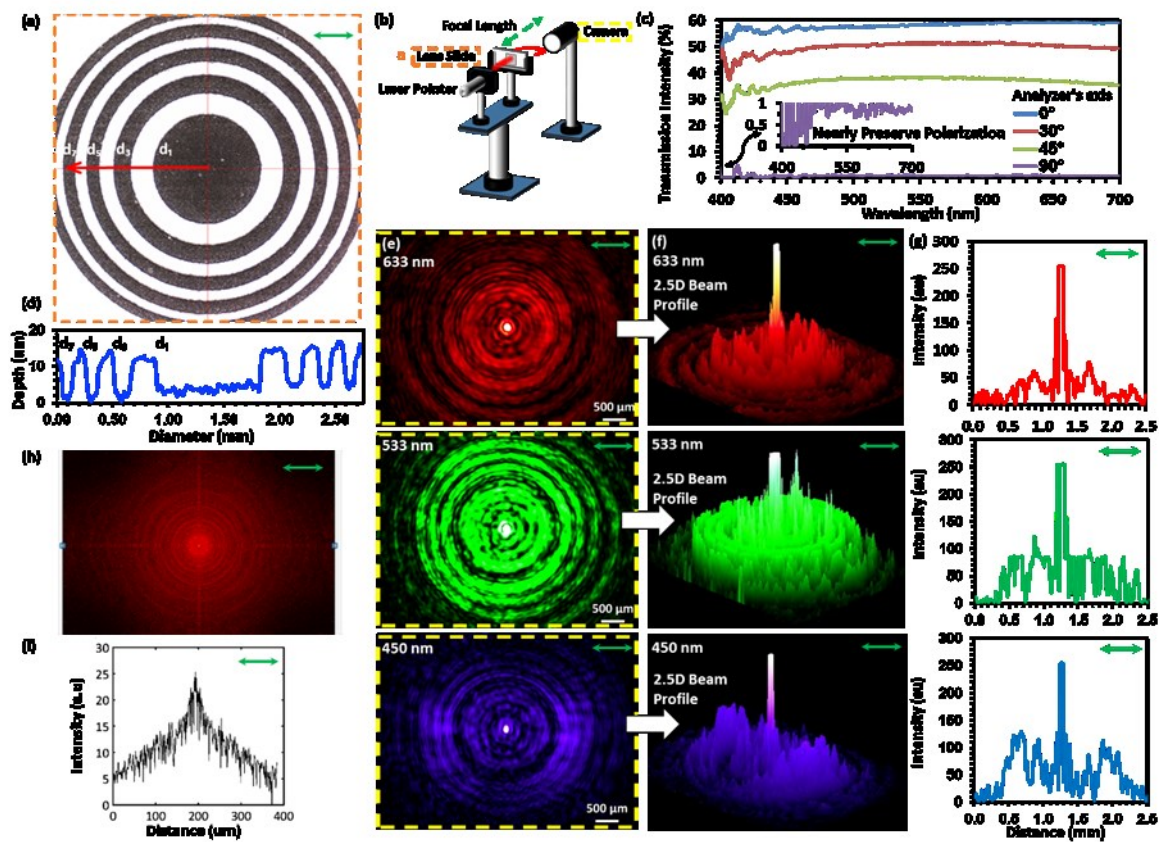 (a)
d7 d5 d3 d1
(b)
Focal Length
Camera
a Lens Slide
Laser Pointer
(c)
Transmission Intensity (%)
60
50
40
30
20
10
0
Analyzer's axis
0°
30°
45°
90°
1
0.5
0
Nearly Preserve Polarization
400 550 700
400 450 500 550 600 650 700
Wavelength (nm)
(d)
Depth (nm)
20
10
0
0.00 0.50 1.00 1.50 2.00 2.50
Diameter (mm)
(e)
633 nm
500 µm
533 nm
500 µm
450 nm
500 µm
(f)
633 nm
2.5D Beam
Profile
533 nm
2.5D Beam
Profile
450 nm
2.5D Beam
Profile
(g)
Intensity (au)
300
250
200
150
100
50
0
0.0 0.5 1.0 1.5 2.0 2.5
Intensity (au)
300
250
200
150
100
50
0
0.0 0.5 1.0 1.5 2.0 2.5
Intensity (au)
300
250
200
150
100
50
0
0.0 0.5 1.0 1.5 2.0 2.5
Distance (mm)
(h)
(i)
Intensity (a.u)
30
25
20
15
10
5
0
0 100 200 300 400
Distance (um)